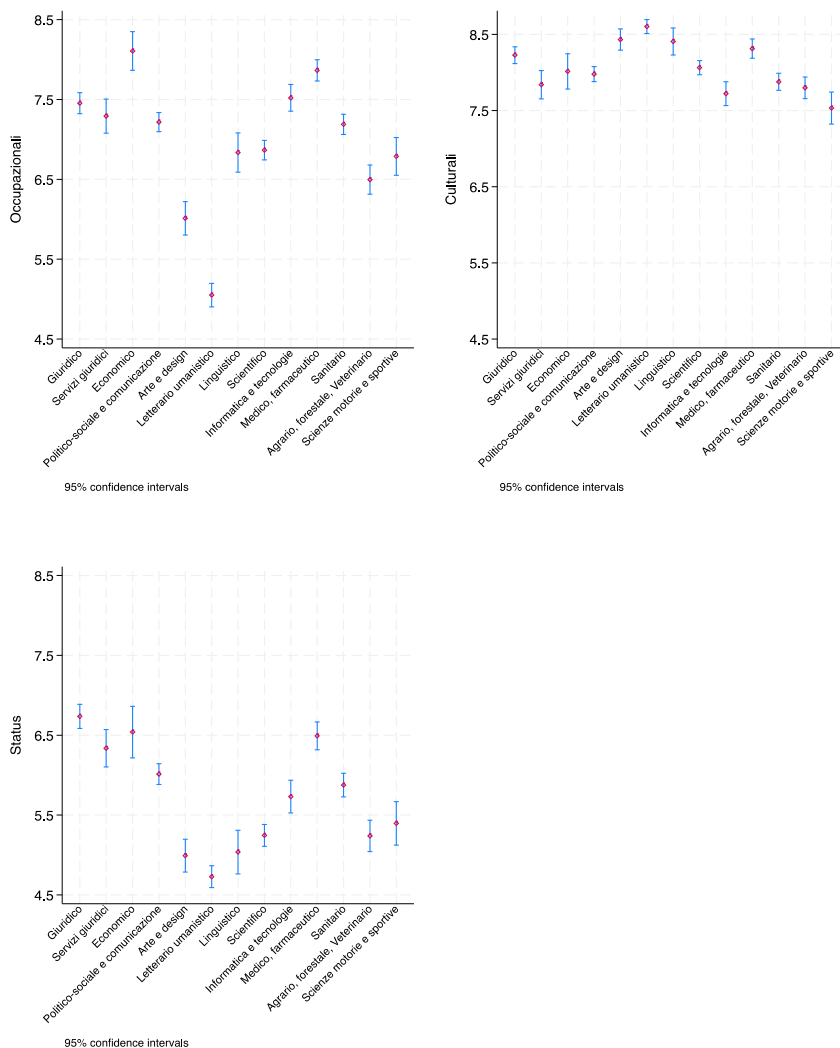 8.5
7.5
6.5
5.5
4.5
Occupazionali
Giuridico
Servizi giuridici
Economico
Politico-sociale e comunicazione
Arte e design
Letterario umanistico
Linguistico
Scientifico
Informatica e tecnologie
Medico, farmaceutico
Sanitario
Agrario, forestale, Veterinario
Scienze motorie e sportive
95% confidence intervals
8.5
7.5
6.5
5.5
4.5
Culturali
Giuridico
Servizi giuridici
Economico
Politico-sociale e comunicazione
Arte e design
Letterario umanistico
Linguistico
Scientifico
Informatica e tecnologie
Medico, farmaceutico
Sanitario
Agrario, forestale, Veterinario
Scienze motorie e sportive
95% confidence intervals
8.5
7.5
6.5
5.5
4.5
Status
Giuridico
Servizi giuridici
Economico
Politico-sociale e comunicazione
Arte e design
Letterario umanistico
Linguistico
Scientifico
Informatica e tecnologie
Medico, farmaceutico
Sanitario
Agrario, forestale, Veterinario
Scienze motorie e sportive
95% confidence intervals